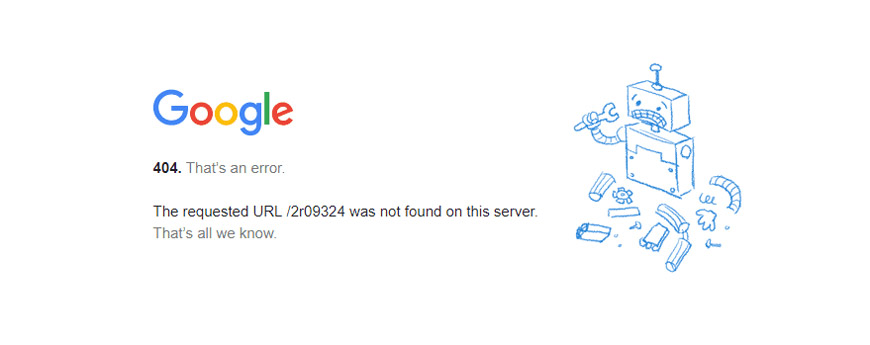 Google
404. That's an error.
The requested URL /2r09324 was not found on this server.
That's all we know.